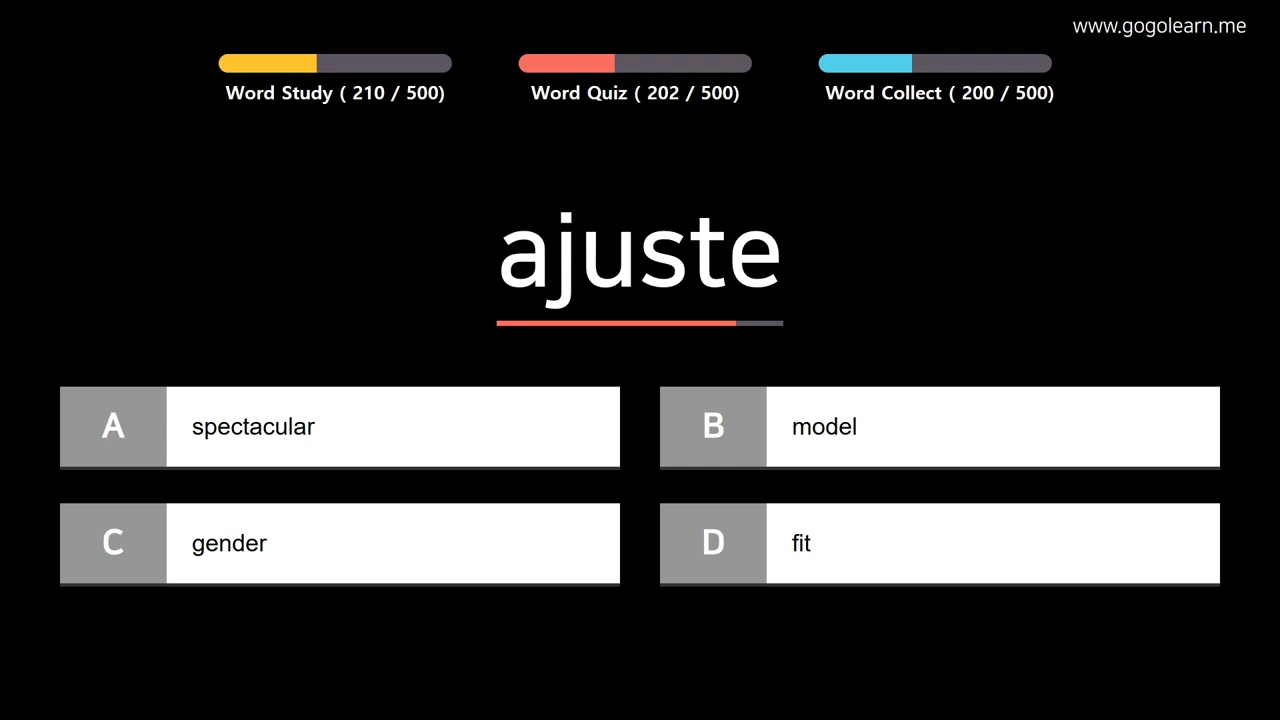 www.gogolearn.me
Word Study ( 210 / 500)
Word Quiz ( 202 / 500)
Word Collect ( 200 / 500)
ajuste
A spectacular
B model
C gender
D fit